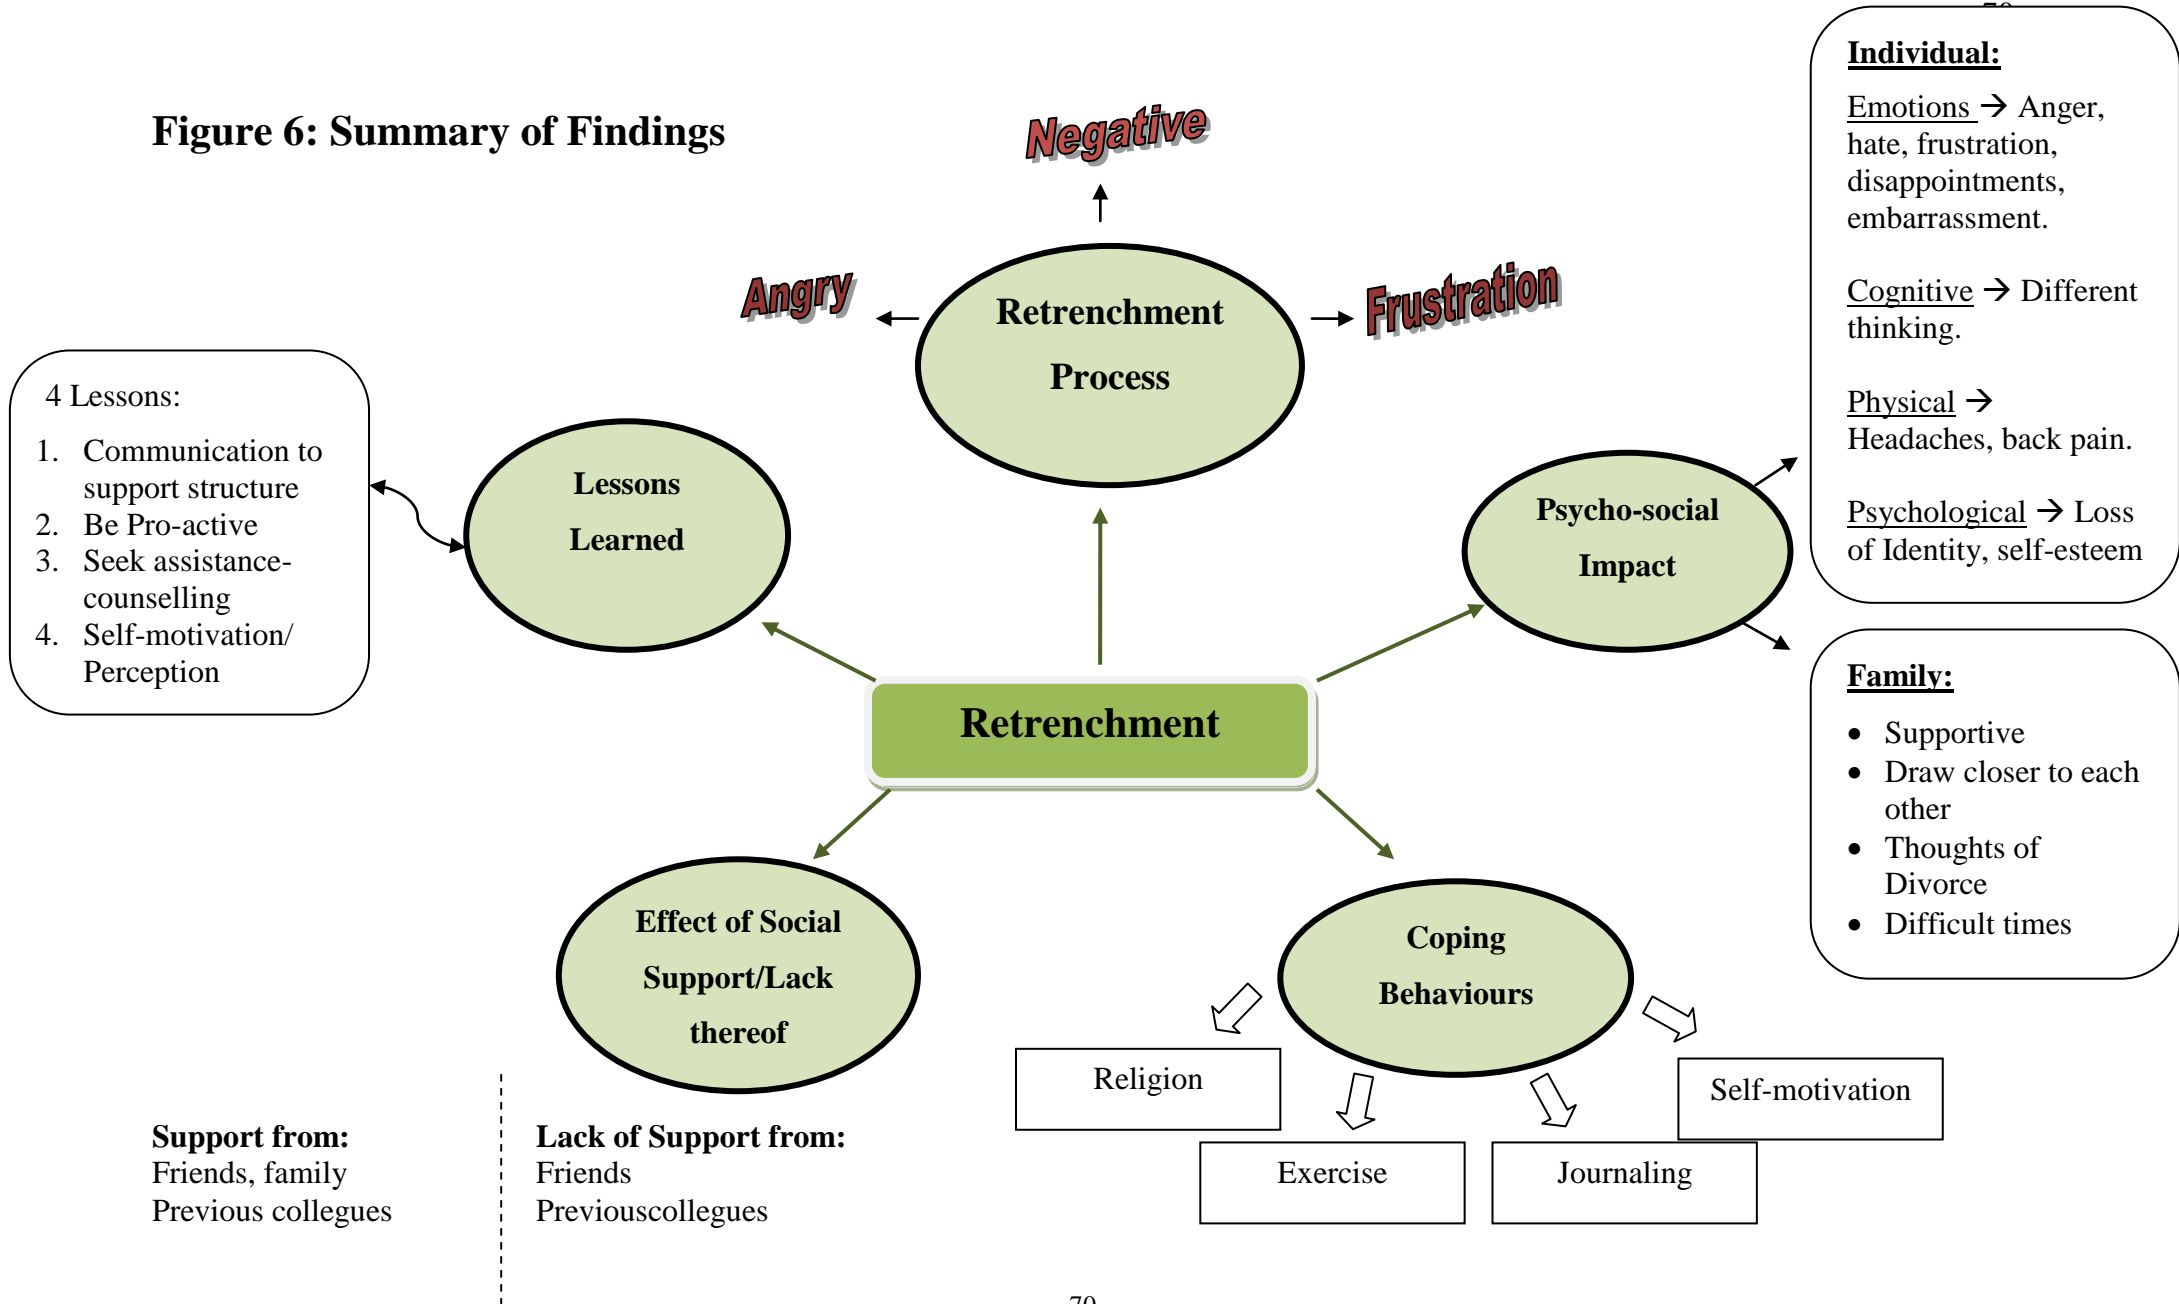 Figure 6: Summary of Findings
Negative
Angry
Frustration
Retrenchment
Process
Individual:
Emotions → Anger,
hate, frustration,
disappointments,
embarrassment.
Cognitive → Different
thinking.
Physical →
Headaches, back pain.
Psychological → Loss
of Identity, self-esteem
4 Lessons:
1. Communication to
support structure
2. Be Pro-active
3. Seek assistance-
counselling
4. Self-motivation/
Perception
Lessons
Learned
Psycho-social
Impact
Family:
• Supportive
• Draw closer to each
other
• Thoughts of
Divorce
• Difficult times
Retrenchment
Effect of Social
Support/Lack
thereof
Coping
Behaviours
Religion
Exercise
Journaling
Self-motivation
Support from:
Friends, family
Previous collegues
Lack of Support from:
Friends
Previouscollegues